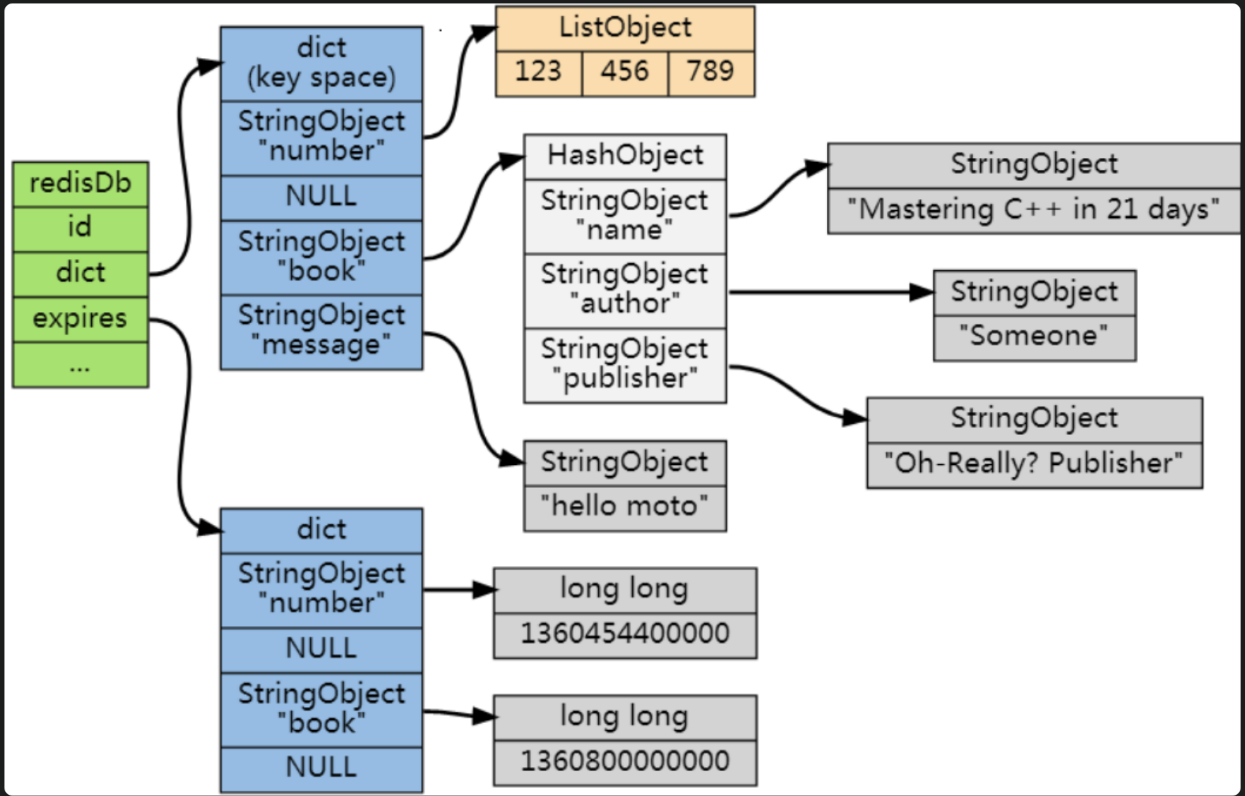 redisDb
id
dict
expires
...
dict
(key space)
StringObject
"number"
NULL
StringObject
"book"
StringObject
"message"
ListObject
123 456 789
HashObject
StringObject
"name"
StringObject
"author"
StringObject
"publisher"
StringObject
"Mastering C++ in 21 days"
StringObject
"Someone"
StringObject
"Oh-Really? Publisher"
StringObject
"hello moto"
dict
StringObject
"number"
NULL
StringObject
"book"
NULL
long long
1360454400000
long long
1360800000000